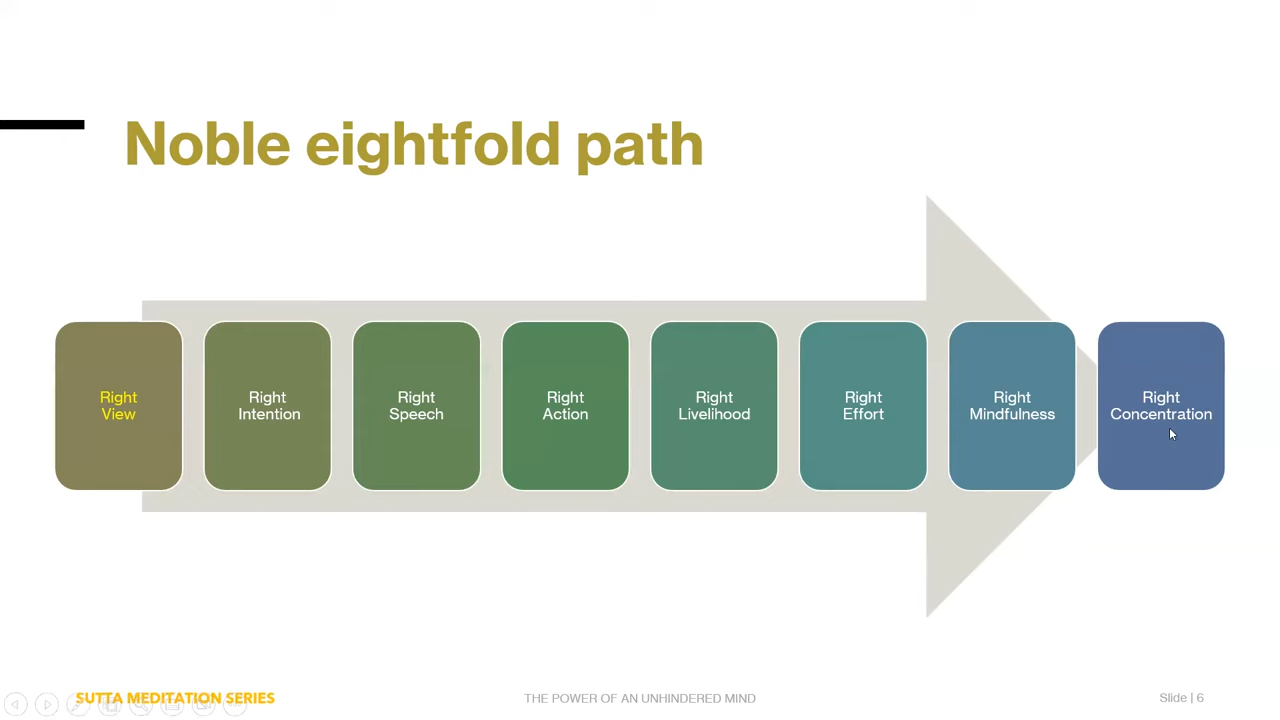 Noble eightfold path
Right
View
Right
Intention
Right
Speech
Right
Action
Right
Livelihood
Right
Effort
Right
Mindfulness
Right
Concentration
SUTTA MEDITATION SERIES
THE POWER OF AN UNHINDERED MIND
Slide | 6